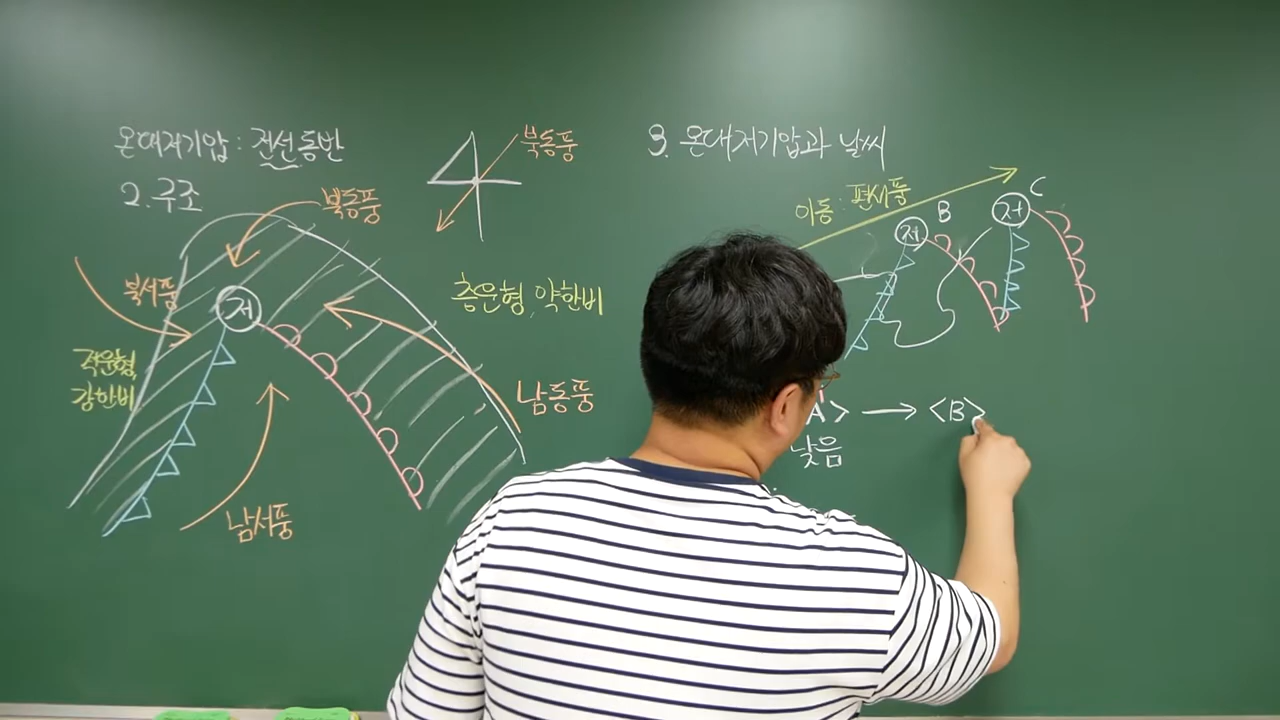 온대저기압 : 전선동반
2. 구조
북동풍
북동풍
북서풍
저
적운형,
강한비
층운형, 약한비
남동풍
남서풍
3. 온대저기압과 날씨
이동 : 편서풍
저 B
저 C
A> → <B>
낮음